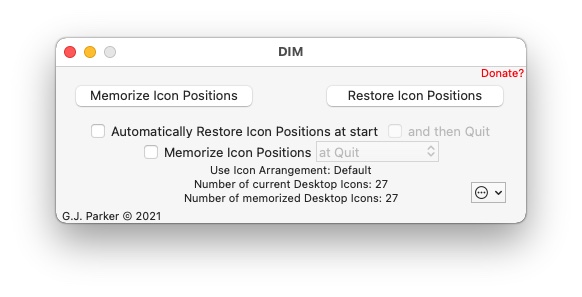 DIM
Donate?
Memorize Icon Positions Restore Icon Positions
Automatically Restore Icon Positions at start and then Quit
Memorize Icon Positions at Quit
Use Icon Arrangement: Default
Number of current Desktop Icons: 27
Number of memorized Desktop Icons: 27
G.J. Parker © 2021